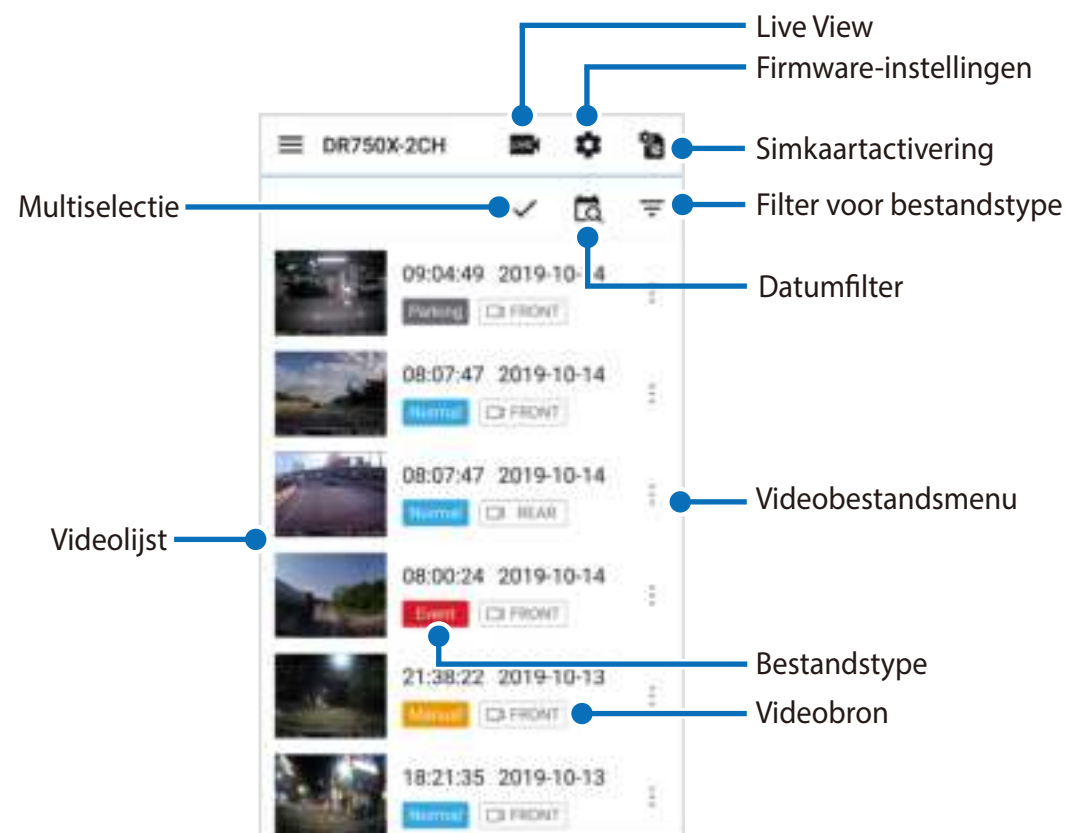 Live View
Firmware-instellingen
DR750X-2CH
Simkaartactivering
Multiselectie
Filter voor bestandstype
Datumfilter
09:04:49 2019-10-14
Parking FRONT
08:07:47 2019-10-14
Normal FRONT
08:07:47 2019-10-14
Normal REAR
Videobestandsmenu
Videolijst
08:00:24 2019-10-14
Event FRONT
Bestandstype
21:38:22 2019-10-13
Manual FRONT
Videobron
18:21:35 2019-10-13
Normal FRONT